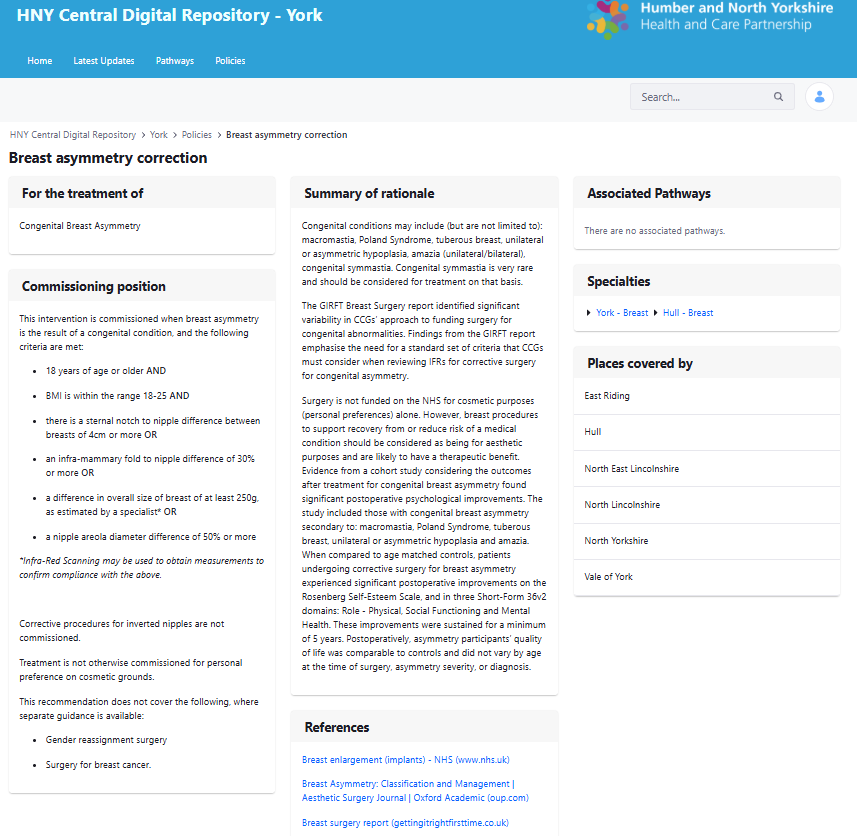 HNY Central Digital Repository - York
Humber and North Yorkshire
Health and Care Partnership
Home Latest Updates Pathways Policies
Search...
HNY Central Digital Repository > York > Policies > Breast asymmetry correction
Breast asymmetry correction
For the treatment of
Congenital Breast Asymmetry
Commissioning position
This intervention is commissioned when breast asymmetry
is the result of a congenital condition, and the following
criteria are met:
• 18 years of age or older AND
• BMI is within the range 18-25 AND
• there is a sternal notch to nipple difference between
breasts of 4cm or more OR
• an infra-mammary fold to nipple difference of 30%
or more OR
• a difference in overall size of breast of at least 250g,
as estimated by a specialist* OR
• a nipple areola diameter difference of 50% or more
*Infra-Red Scanning may be used to obtain measurements to
confirm compliance with the above.
Corrective procedures for inverted nipples are not
commissioned.
Treatment is not otherwise commissioned for personal
preference on cosmetic grounds.
This recommendation does not cover the following, where
separate guidance is available:
• Gender reassignment surgery
• Surgery for breast cancer.
Summary of rationale
Congenital conditions may include (but are not limited to):
macromastia, Poland Syndrome, tuberous breast, unilateral
or asymmetric hypoplasia, amazia (unilateral/bilateral),
congenital symmastia. Congenital symmastia is very rare
and should be considered for treatment on that basis.
The GIRFT Breast Surgery report identified significant
variability in CCGs' approach to funding surgery for
congenital abnormalities. Findings from the GIRFT report
emphasise the need for a standard set of criteria that CCGs
must consider when reviewing IFRs for corrective surgery
for congenital asymmetry.
Surgery is not funded on the NHS for cosmetic purposes
(personal preferences) alone. However, breast procedures
to support recovery from or reduce risk of a medical
condition should be considered as being for aesthetic
purposes and are likely to have a therapeutic benefit.
Evidence from a cohort study considering the outcomes
after treatment for congenital breast asymmetry found
significant postoperative psychological improvements. The
study included those with congenital breast asymmetry
secondary to: macromastia, Poland Syndrome, tuberous
breast, unilateral or asymmetric hypoplasia and amazia.
When compared to age matched controls, patients
undergoing corrective surgery for breast asymmetry
experienced significant postoperative improvements on the
Rosenberg Self-Esteem Scale, and in three Short-Form 36v2
domains: Role - Physical, Social Functioning and Mental
Health. These improvements were sustained for a minimum
of 5 years. Postoperatively, asymmetry participants' quality
of life was comparable to controls and did not vary by age
at the time of surgery, asymmetry severity, or diagnosis.
References
Breast enlargement (implants) - NHS (www.nhs.uk)
Breast Asymmetry: Classification and Management |
Aesthetic Surgery Journal | Oxford Academic (oup.com)
Breast surgery report (gettingitrightfirsttime.co.uk)
Associated Pathways
There are no associated pathways.
Specialties
York - Breast Hull - Breast
Places covered by
East Riding
Hull
North East Lincolnshire
North Lincolnshire
North Yorkshire
Vale of York